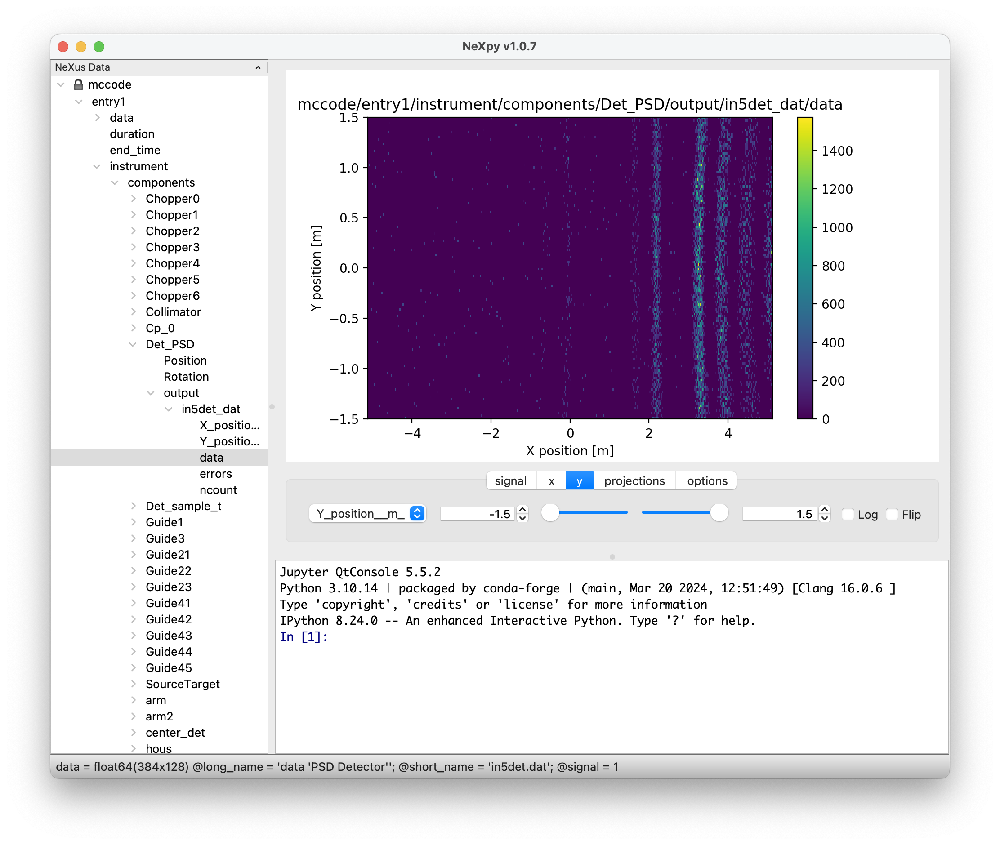 NeXpy v1.0.7
NeXus Data
mccode
entry1
data
duration
end_time
instrument
components
Chopper0
Chopper1
Chopper2
Chopper3
Chopper4
Chopper5
Chopper6
Collimator
Cp_0
Det_PSD
Position
Rotation
output
in5det_dat
X_positio...
Y_positio...
data
errors
ncount
Det_sample_t
Guide1
Guide3
Guide21
Guide22
Guide23
Guide41
Guide42
Guide43
Guide44
Guide45
SourceTarget
arm
arm2
center_det
hous
mccode/entry1/instrument/components/Det_PSD/output/in5det_dat/data
1.5
1.0
0.5
0.0
−0.5
−1.0
−1.5
Y position [m]
−4 −2 0 2 4
X position [m]
1400
1200
1000
800
600
400
200
0
signal x y projections options
Y_position__m_ -1.5 1.5 Log Flip
Jupyter QtConsole 5.5.2
Python 3.10.14 | packaged by conda-forge | (main, Mar 20 2024, 12:51:49) [Clang 16.0.6 ]
Type 'copyright', 'credits' or 'license' for more information
IPython 8.24.0 -- An enhanced Interactive Python. Type '?' for help.
In [1]:
data = float64(384x128) @long_name = 'data 'PSD Detector''; @short_name = 'in5det.dat'; @signal = 1